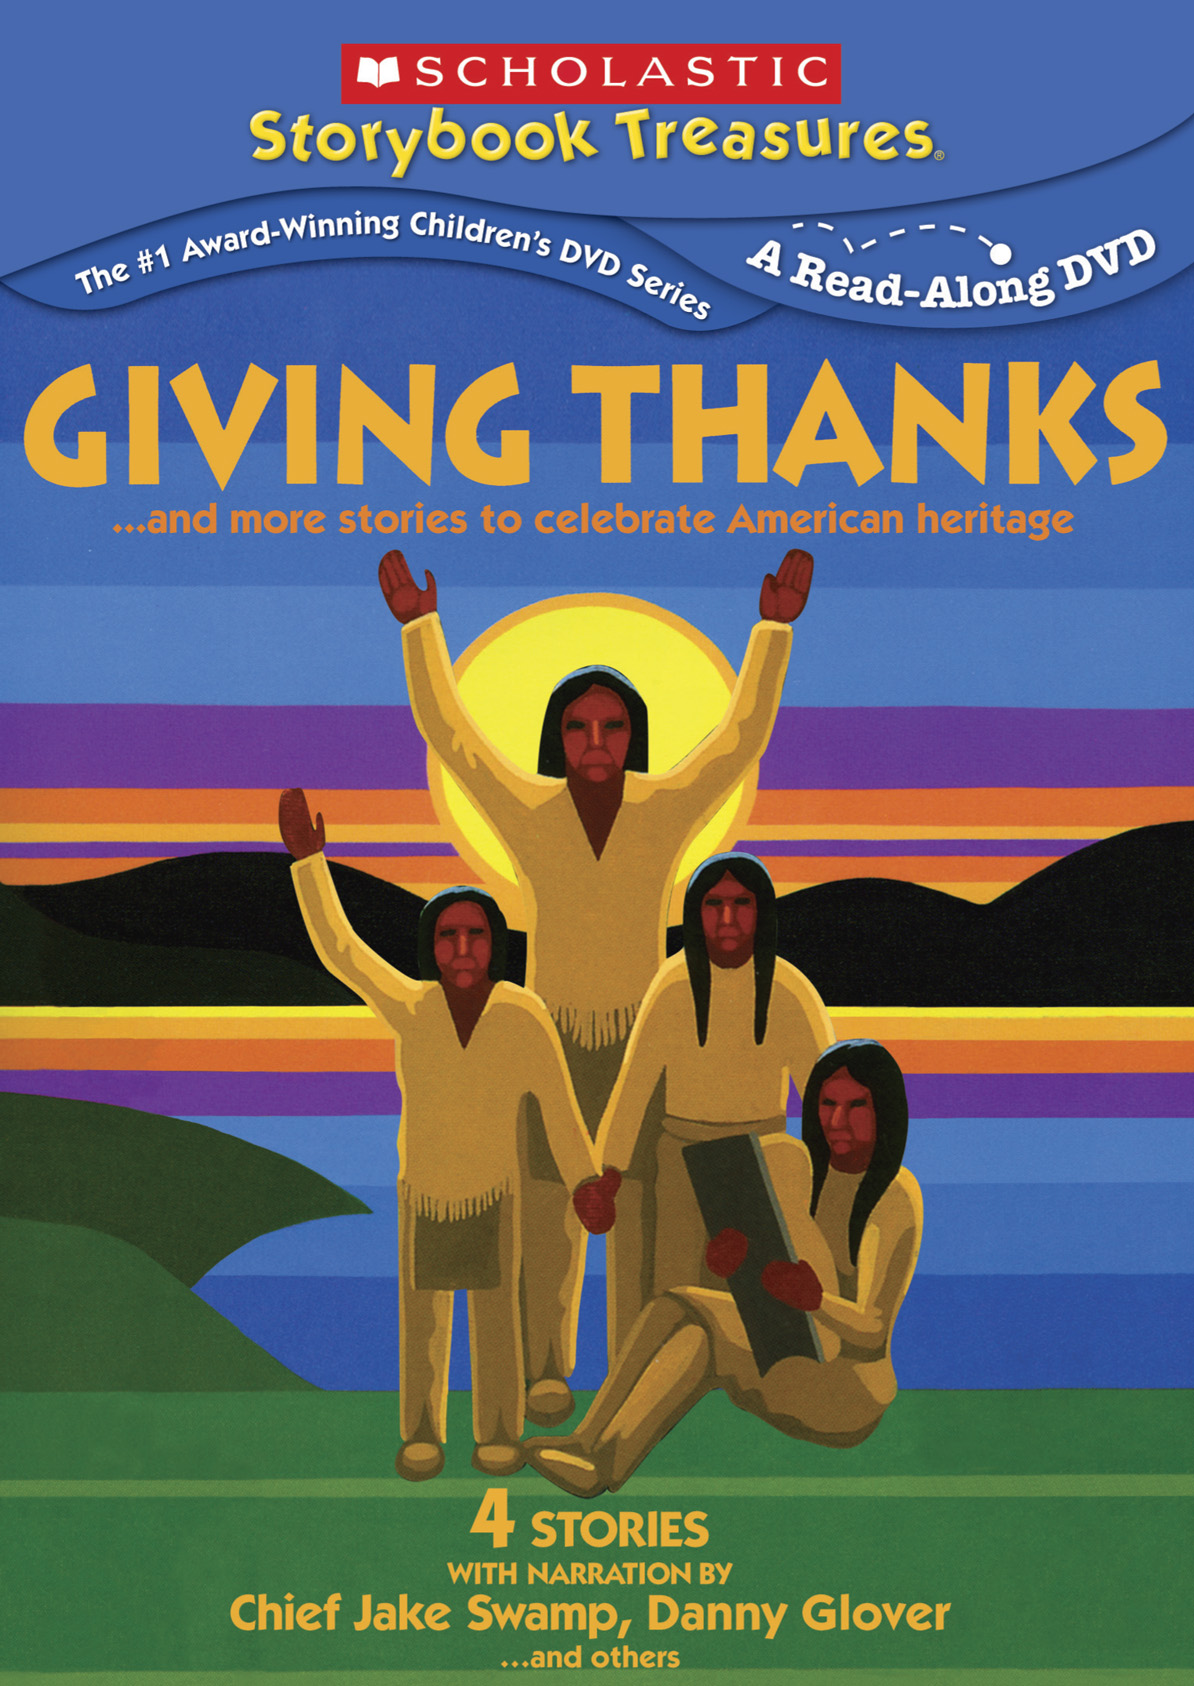 SCHOLASTIC
Storybook Treasures®
The #1 Award-Winning Children's DVD Series
A Read-Along DVD
GIVING THANKS
...and more stories to celebrate American heritage
4 STORIES
WITH NARRATION BY
Chief Jake Swamp, Danny Glover
...and others